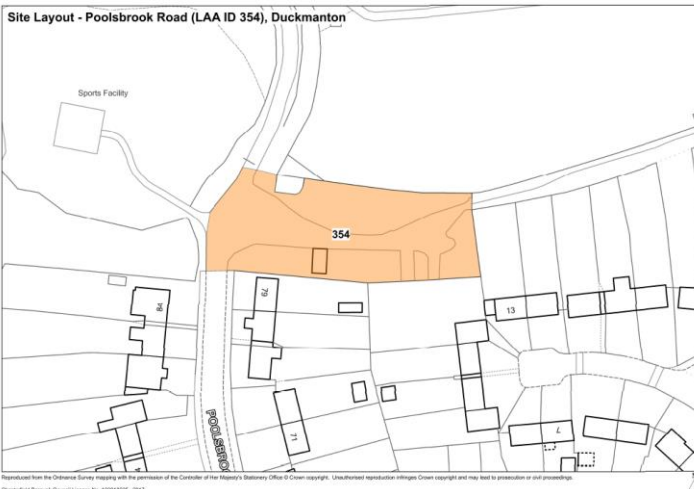 Site Layout - Poolsbrook Road (LAA ID 354), Duckmanton
Sports Facility
354
84
79
13
71
7
POOLSBRO
Reproduced from the Ordnance Survey mapping with the permission of the Controller of Her Majesty's Stationery Office © Crown copyright. Unauthorised reproduction infringes Crown copyright and may lead to prosecution or civil proceedings.